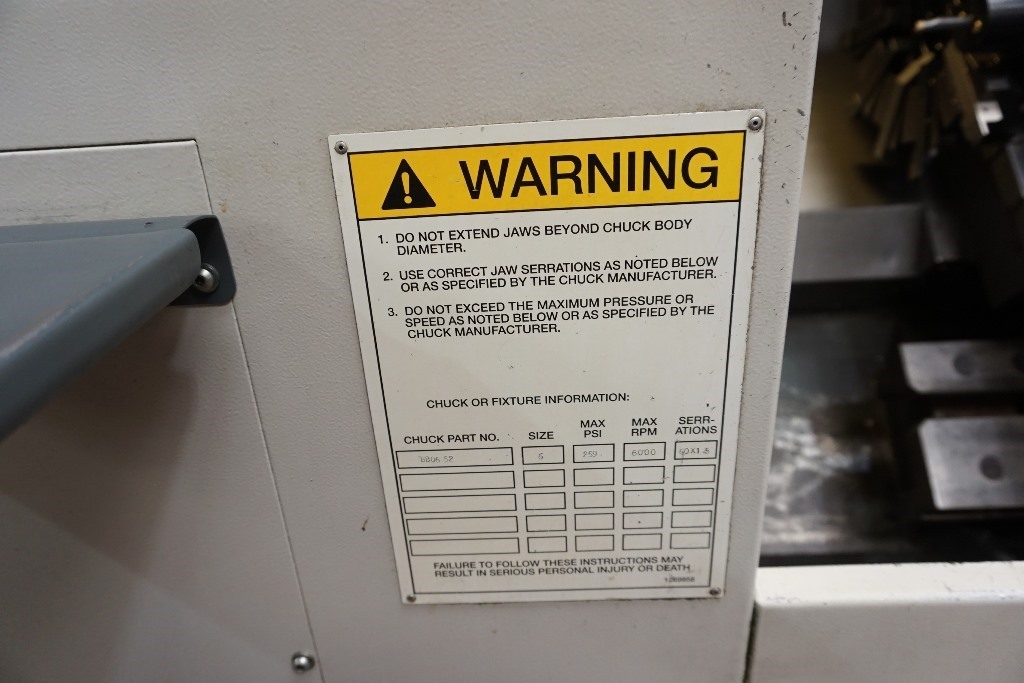 WARNING
1. DO NOT EXTEND JAWS BEYOND CHUCK BODY
DIAMETER.
2. USE CORRECT JAW SERRATIONS AS NOTED BELOW
OR AS SPECIFIED BY THE CHUCK MANUFACTURER.
3. DO NOT EXCEED THE MAXIMUM PRESSURE OR
SPEED AS NOTED BELOW OR AS SPECIFIED BY THE
CHUCK MANUFACTURER.
CHUCK OR FIXTURE INFORMATION:
CHUCK PART NO. SIZE MAX PSI MAX RPM SERR-ATIONS
6 6000
FAILURE TO FOLLOW THESE INSTRUCTIONS MAY
RESULT IN SERIOUS PERSONAL INJURY OR DEATH